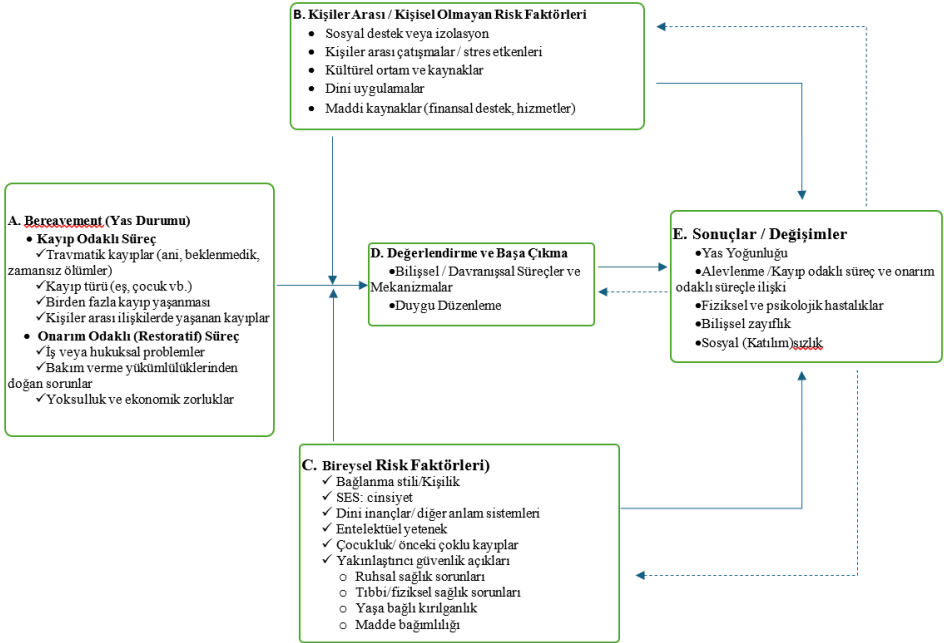 B. Kişiler Arası / Kişisel Olmayan Risk Faktörleri
• Sosyal destek veya izolasyon
• Kişiler arası çatışmalar / stres etkenleri
• Kültürel ortam ve kaynaklar
• Dini uygulamalar
• Maddi kaynaklar (finansal destek, hizmetler)
A. Bereavement (Yas Durumu)
• Kayıp Odaklı Süreç
✓Travmatik kayıplar (ani, beklenmedik,
zamansız ölümler)
✓Kayıp türü (eş, çocuk vb.)
✓Birden fazla kayıp yaşanması
✓Kişiler arası ilişkilerde yaşanan kayıplar
• Onarım Odaklı (Restoratif) Süreç
✓İş veya hukuksal problemler
✓Bakım verme yükümlülüklerinden
doğan sorunlar
✓Yoksulluk ve ekonomik zorluklar
D. Değerlendirme ve Başa Çıkma
•Bilişsel / Davranışsal Süreçler ve
Mekanizmalar
•Duygu Düzenleme
E. Sonuçlar / Değişimler
•Yas Yoğunluğu
•Alevlenme /Kayıp odaklı süreç ve onarım
odaklı süreçle ilişki
•Fiziksel ve psikolojik hastalıklar
•Bilişsel zayıflık
•Sosyal (Katılım)sızlık
C. Bireysel Risk Faktörleri)
✓ Bağlanma stili/Kişilik
✓ SES: cinsiyet
✓ Dini inançlar/ diğer anlam sistemleri
✓ Entelektüel yetenek
✓ Çocukluk/ önceki çoklu kayıplar
✓ Yakınlaştırıcı güvenlik açıkları
o Ruhsal sağlık sorunları
o Tıbbi/fiziksel sağlık sorunları
o Yaşa bağlı kırılganlık
o Madde bağımlılığı